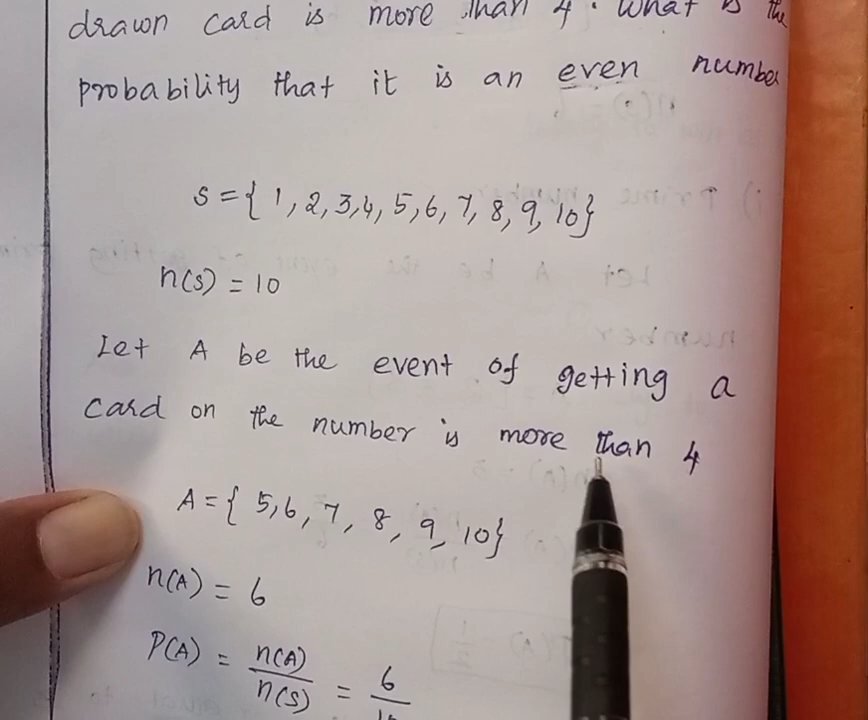 drawn card is more than 4. What is the
probability that it is an even number
S = { 1, 2, 3, 4, 5, 6, 7, 8, 9, 10}
n(S) = 10
Let A be the event of getting a
card on the number is more than 4
A = { 5, 6, 7, 8, 9, 10}
n(A) = 6
P(A) = n(A)/n(S) = 6/10